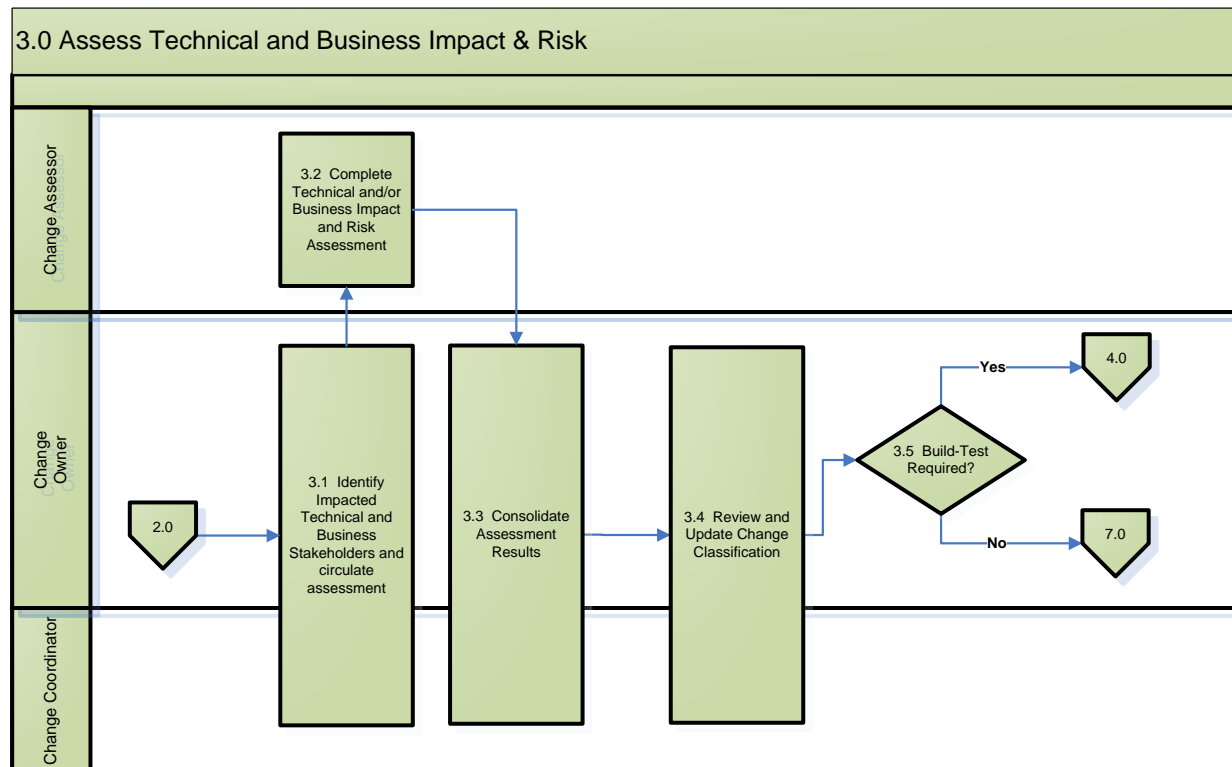 3.0 Assess Technical and Business Impact & Risk
Change Assessor
3.2 Complete
Technical and/or
Business Impact
and Risk
Assessment
Change
Owner
2.0
3.1 Identify
Impacted
Technical and
Business
Stakeholders and
circulate
assessment
3.3 Consolidate
Assessment
Results
3.4 Review and
Update Change
Classification
3.5 Build-Test
Required?
Yes
4.0
No
7.0
Change Coordinator